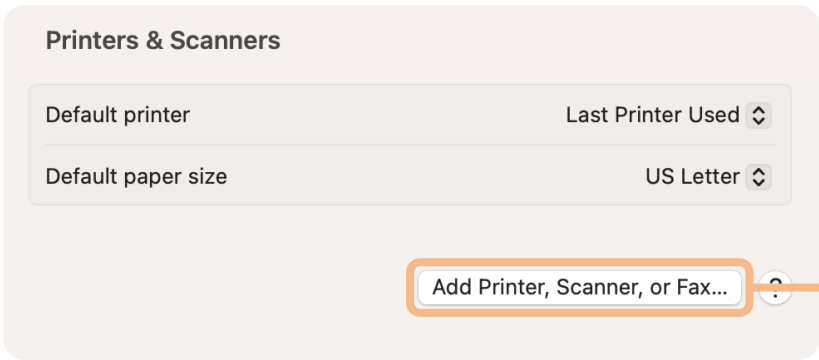 Printers & Scanners
Default printer Last Printer Used
Default paper size US Letter
Add Printer, Scanner, or Fax... ?